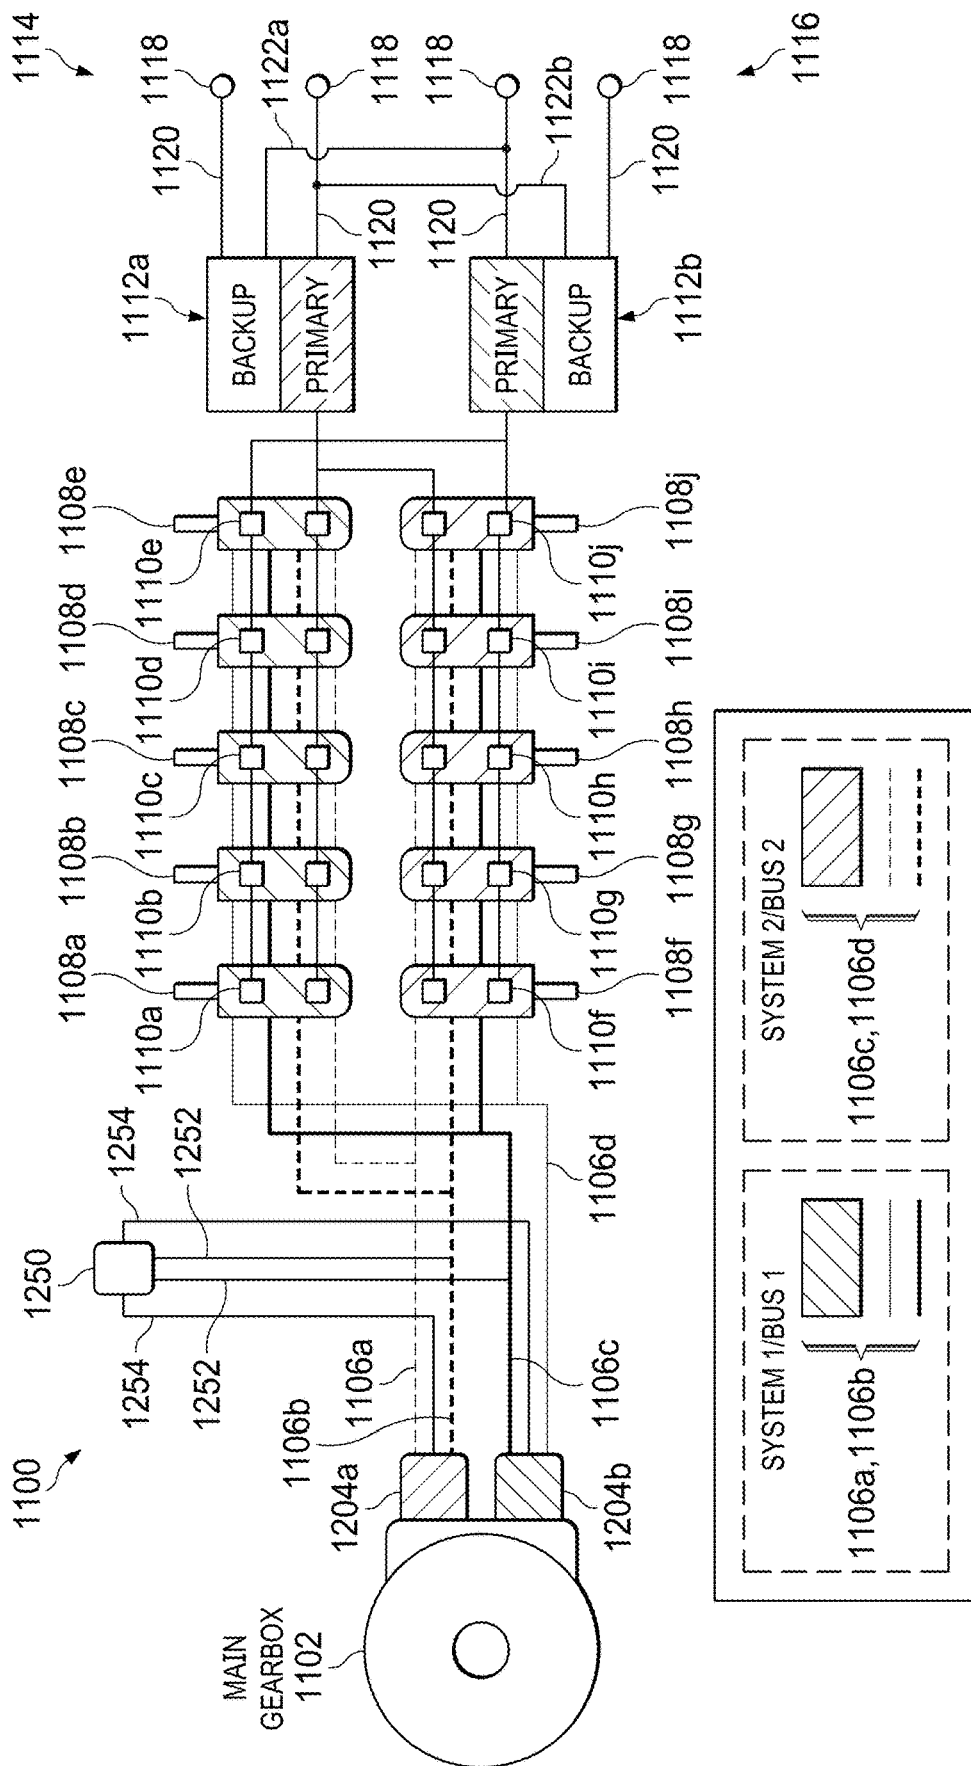 1100
MAIN
GEARBOX
1102
1204a
1204b
1106b
1106a
1106c
1106d
1254
1252
1250
1252
1254
1110a
1108a
1110b
1108b
1110c
1108c
1110d
1108d
1110e
1108e
1110f
1108f
1110g
1108g
1110h
1108h
1110i
1108i
1110j
1108j
1112a
BACKUP
PRIMARY
PRIMARY
BACKUP
1112b
1120
1120
1120
1120
1122a
1122b
1118
1118
1118
1118
1114
1116
SYSTEM 1/BUS 1
1106a,1106b
SYSTEM 2/BUS 2
1106c,1106d